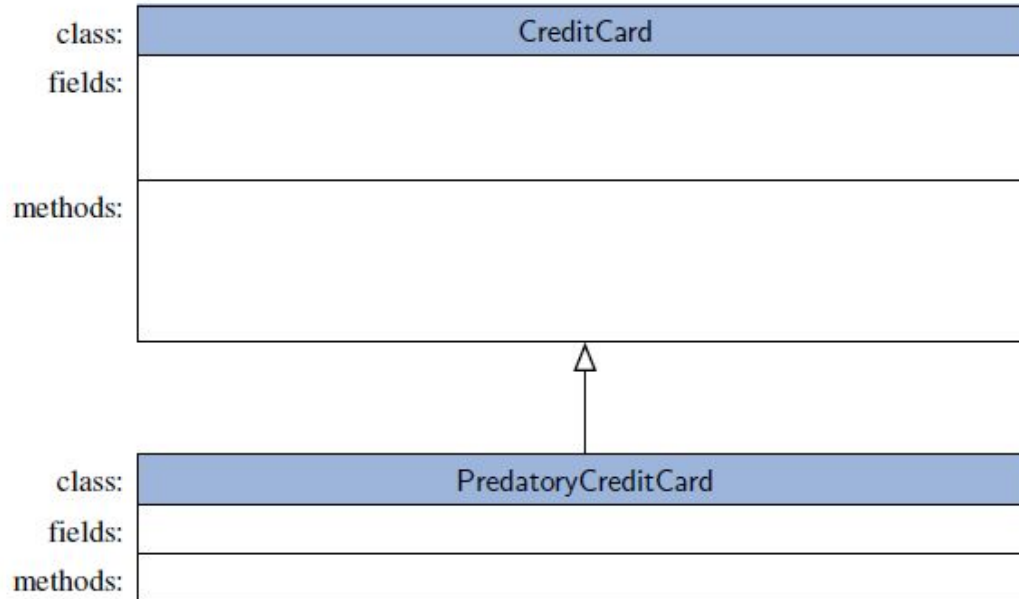 class: CreditCard
fields:
methods:
class: PredatoryCreditCard
fields:
methods: